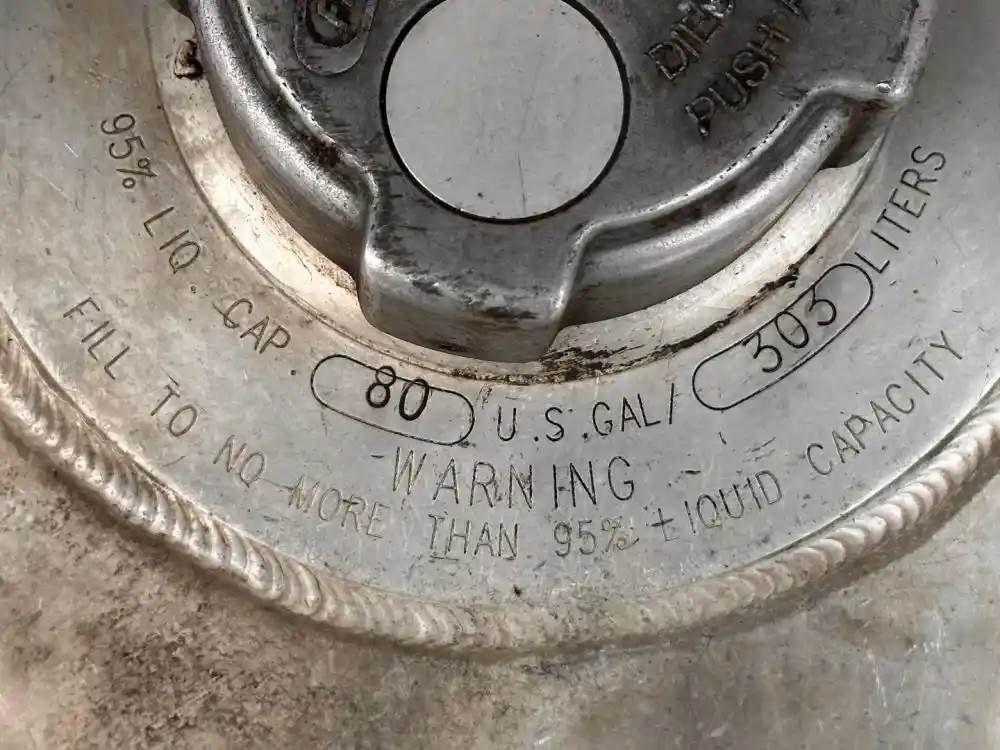 PUSH
95% LIQ. CAP 80 U.S.GAL/ 303 LITERS
WARNING
FILL TO NO MORE THAN 95% LIQUID CAPACITY